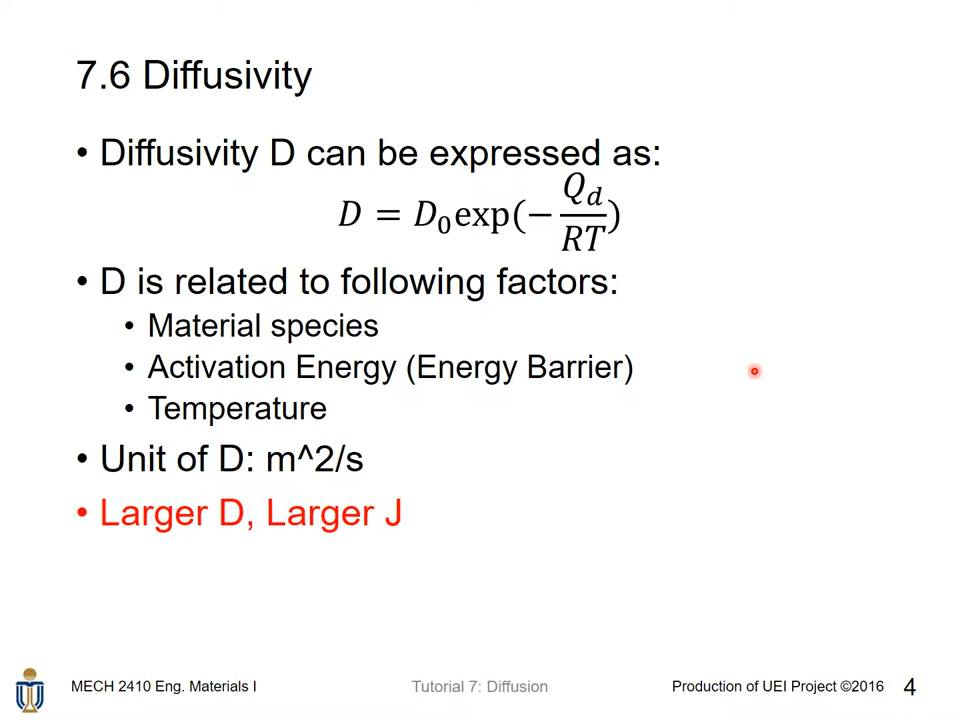 7.6 Diffusivity
• Diffusivity D can be expressed as:
D = D₀exp(−Q_d/RT)
• D is related to following factors:
• Material species
• Activation Energy (Energy Barrier)
• Temperature
• Unit of D: m^2/s
• Larger D, Larger J
MECH 2410 Eng. Materials I
Tutorial 7: Diffusion
Production of UEI Project ©2016
4